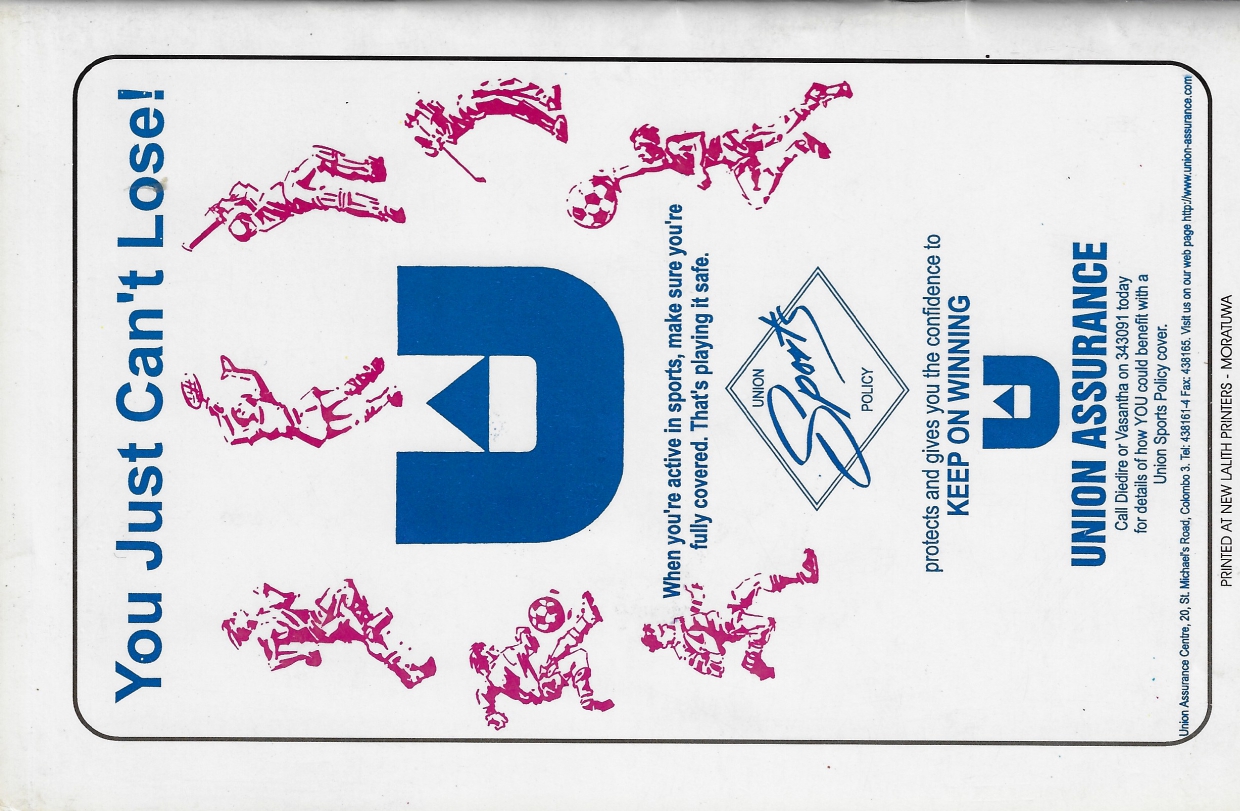 You Just Can't Lose!
When you're active in sports, make sure you're
fully covered. That's playing it safe.
UNION
Sports
POLICY
protects and gives you the confidence to
KEEP ON WINNING
UNION ASSURANCE
Call Diedire or Vasantha on 343091 today
for details of how YOU could benefit with a
Union Sports Policy cover.
Union Assurance Centre, 20, St. Michael's Road, Colombo 3. Tel: 438161-4 Fax: 438165. Visit us on our web page http://www.union-assurance.com
PRINTED AT NEW LALITH PRINTERS - MORATUWA